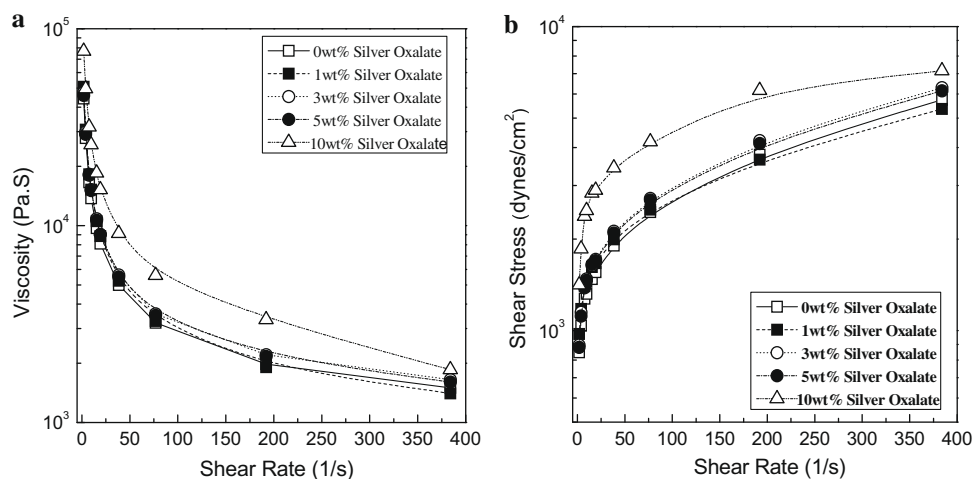 a
10^5
10^4
10^3
Viscosity (Pa.S)
0wt% Silver Oxalate
1wt% Silver Oxalate
3wt% Silver Oxalate
5wt% Silver Oxalate
10wt% Silver Oxalate
0 50 100 150 200 250 300 350 400
Shear Rate (1/s)
b
10^4
10^3
Shear Stress (dynes/cm^2)
0wt% Silver Oxalate
1wt% Silver Oxalate
3wt% Silver Oxalate
5wt% Silver Oxalate
10wt% Silver Oxalate
0 50 100 150 200 250 300 350 400
Shear Rate (1/s)